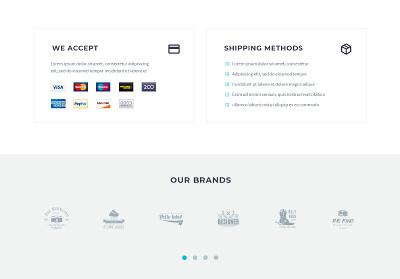 WE ACCEPT
Lorem ipsum dolor sit amet, consectetur adipisicing
elit, sed do eiusmod tempor incididunt ut labore et
VISA
PayPal
SHIPPING METHODS
Lorem ipsum dolor sit amet, consectetur
Adipisicing elit, sed do eiusmod tempor
Incididunt ut labore et dolore magna aliqua
Enim ad minim veniam, quis nostrud exercitation
ullamco laboris nisi ut aliquip ex ea commodo
OUR BRANDS
DESIGNER